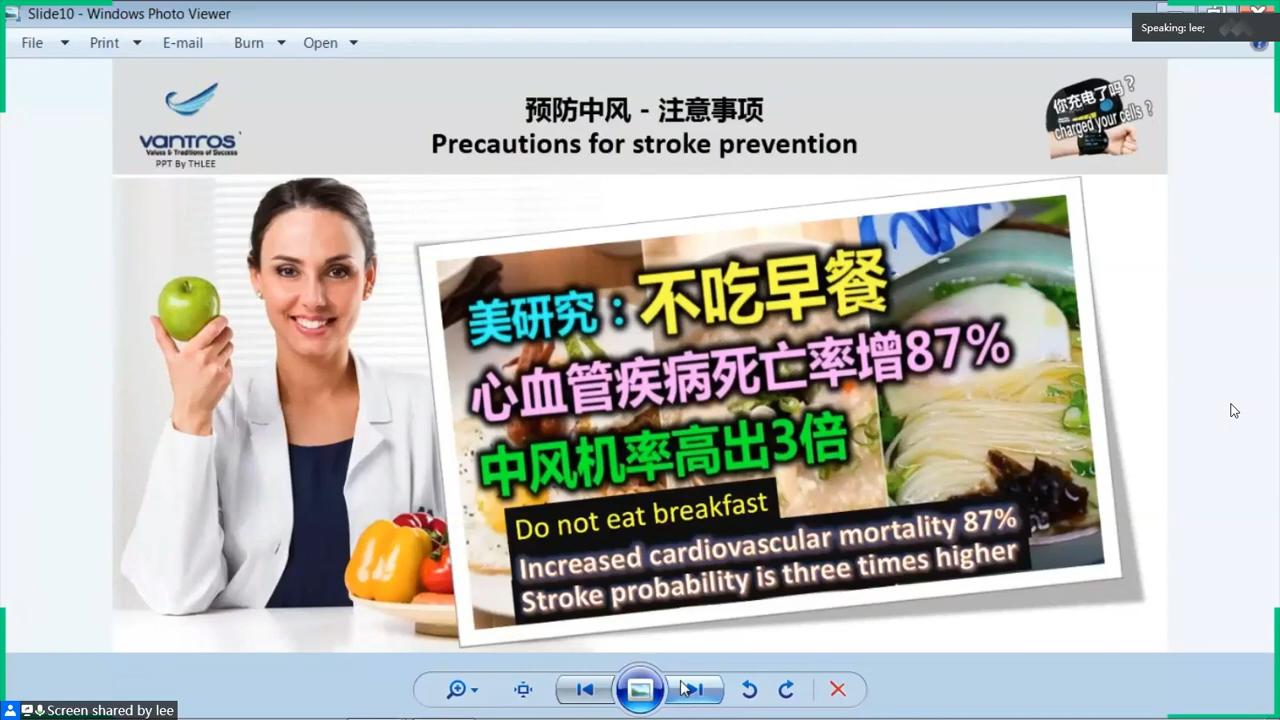 Slide10 - Windows Photo Viewer
Speaking: lee;
File Print E-mail Burn Open
vantros
Values & Traditions of Success
PPT By THLEE
预防中风 - 注意事项
Precautions for stroke prevention
你充电了吗？
charged your cells ?
美研究：不吃早餐
心血管疾病死亡率增87%
中风机率高出3倍
Do not eat breakfast
Increased cardiovascular mortality 87%
Stroke probability is three times higher
Screen shared by lee